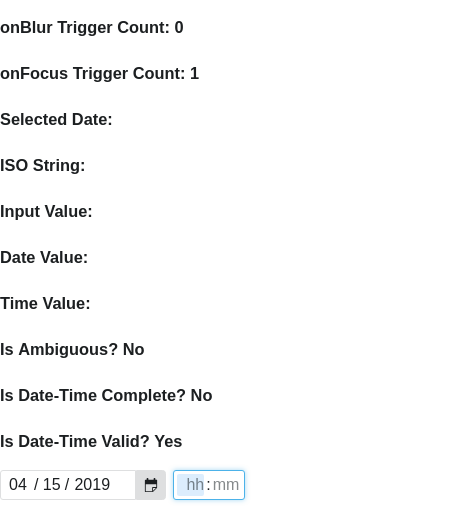 onBlur Trigger Count: 0
onFocus Trigger Count: 1
Selected Date:
ISO String:
Input Value:
Date Value:
Time Value:
Is Ambiguous? No
Is Date-Time Complete? No
Is Date-Time Valid? Yes
04 / 15 / 2019 hh:mm